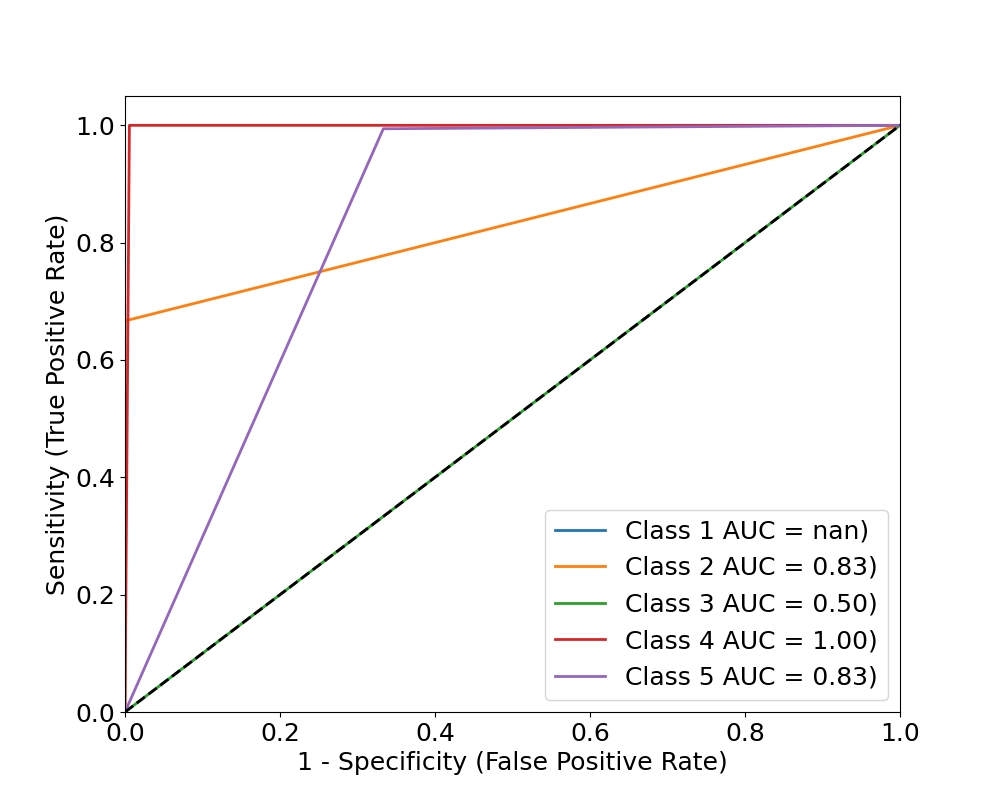 1.0
0.8
0.6
0.4
0.2
0.0
Sensitivity (True Positive Rate)
Class 1 AUC = nan)
Class 2 AUC = 0.83)
Class 3 AUC = 0.50)
Class 4 AUC = 1.00)
Class 5 AUC = 0.83)
0.0 0.2 0.4 0.6 0.8 1.0
1 - Specificity (False Positive Rate)